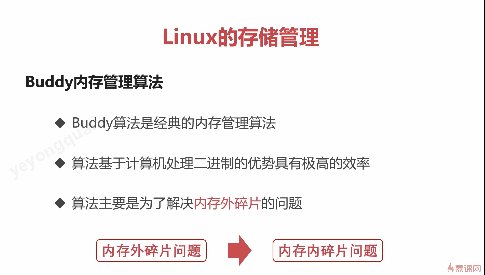 Linux的存储管理
Buddy内存管理算法
◆ Buddy算法是经典的内存管理算法
◆ 算法基于计算机处理二进制的优势具有极高的效率
◆ 算法主要是为了解决内存外碎片的问题
内存外碎片问题 内存内碎片问题
慕课网